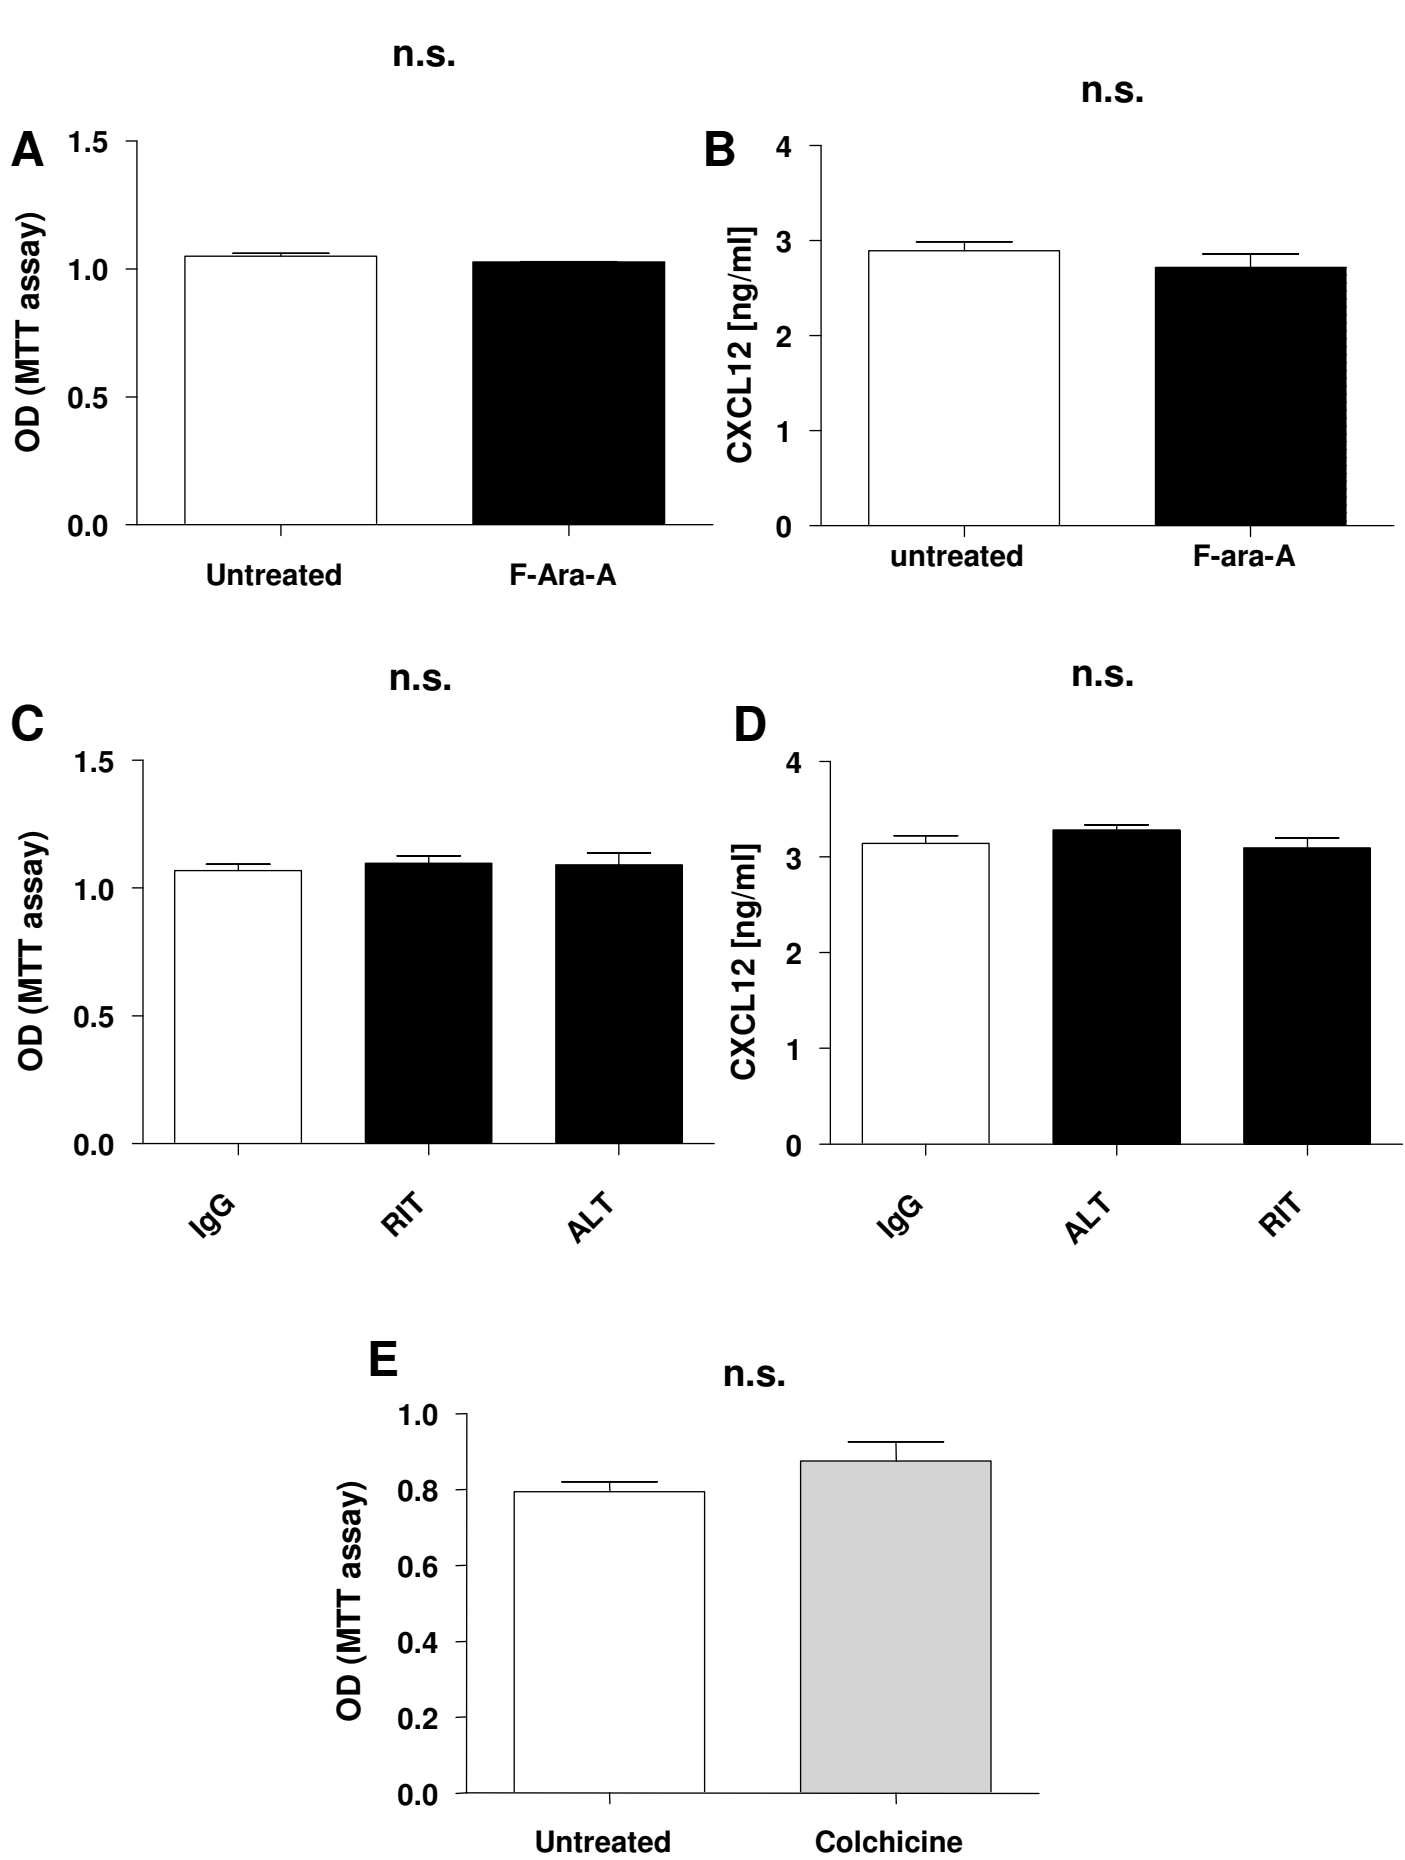 n.s.
n.s.
A
1.5
1.0
0.5
0.0
OD (MTT assay)
Untreated
F-Ara-A
B
4
3
2
1
0
CXCL12 [ng/ml]
untreated
F-ara-A
n.s.
n.s.
C
1.5
1.0
0.5
0.0
OD (MTT assay)
IgG
RIT
ALT
D
4
3
2
1
0
CXCL12 [ng/ml]
IgG
ALT
RIT
E
n.s.
1.0
0.8
0.6
0.4
0.2
0.0
OD (MTT assay)
Untreated
Colchicine